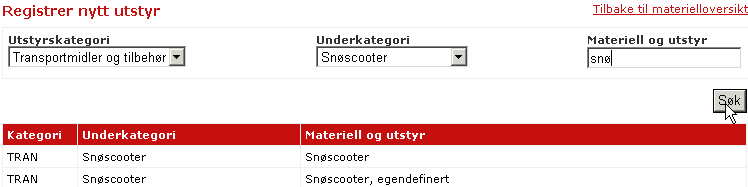 Registrer nytt utstyr Tilbake til materielloversikt
Utstyrskategori Underkategori Materiell og utstyr
Transportmidler og tilbehør Snøscooter snø
Søk
Kategori Underkategori Materiell og utstyr
TRAN Snøscooter Snøscooter
TRAN Snøscooter Snøscooter, egendefinert